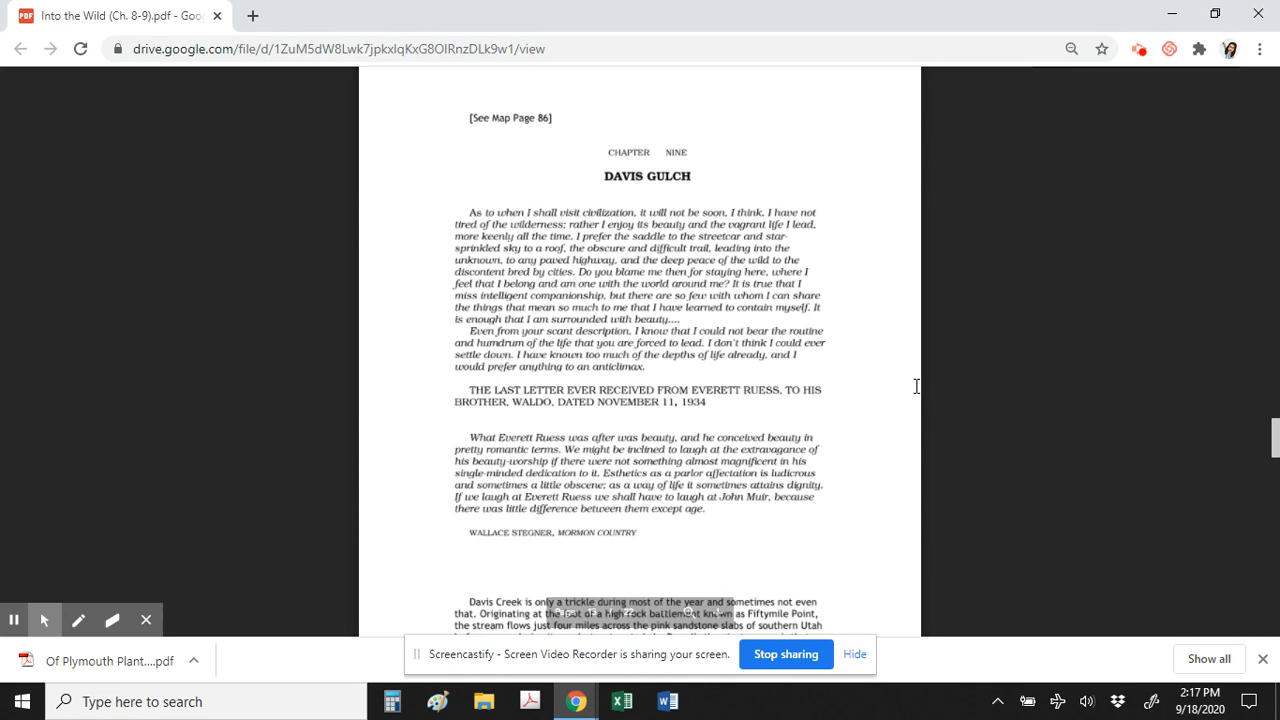 Into the Wild (Ch. 8-9).pdf - Goo
drive.google.com/file/d/1ZuM5dW8Lwk7jpkxlqKxG8OIRnzDLk9w1/view
[See Map Page 86]
CHAPTER NINE
DAVIS GULCH
As to when I shall visit civilization, it will not be soon, I think. I have not
tired of the wilderness; rather I enjoy its beauty and the vagrant life I lead,
more keenly all the time. I prefer the saddle to the streetcar and star-
sprinkled sky to a roof, the obscure and difficult trail, leading into the
unknown, to any paved highway, and the deep peace of the wild to the
discontent bred by cities. Do you blame me then for staying here, where I
feel that I belong and am one with the world around me? It is true that I
miss intelligent companionship, but there are so few with whom I can share
the things that mean so much to me that I have learned to contain myself. It
is enough that I am surrounded with beauty....
Even from your scant description, I know that I could not bear the routine
and humdrum of the life that you are forced to lead. I don't think I could ever
settle down. I have known too much of the depths of life already, and I
would prefer anything to an anticlimax.
THE LAST LETTER EVER RECEIVED FROM EVERETT RUESS, TO HIS
BROTHER, WALDO, DATED NOVEMBER 11, 1934
What Everett Ruess was after was beauty, and he conceived beauty in
pretty romantic terms. We might be inclined to laugh at the extravagance of
his beauty-worship if there were not something almost magnificent in his
single-minded dedication to it. Esthetics as a parlor affectation is ludicrous
and sometimes a little obscene; as a way of life it sometimes attains dignity.
If we laugh at Everett Ruess we shall have to laugh at John Muir, because
there was little difference between them except age.
WALLACE STEGNER, MORMON COUNTRY
Davis Creek is only a trickle during most of the year and sometimes not even
that. Originating at the foot of a high rock battlement known as Fiftymile Point,
the stream flows just four miles across the pink sandstone slabs of southern Utah
Screencastify - Screen Video Recorder is sharing your screen.
Stop sharing
Hide
Of Plymouth Plant....pdf
Show all
Type here to search
2:17 PM
9/18/2020